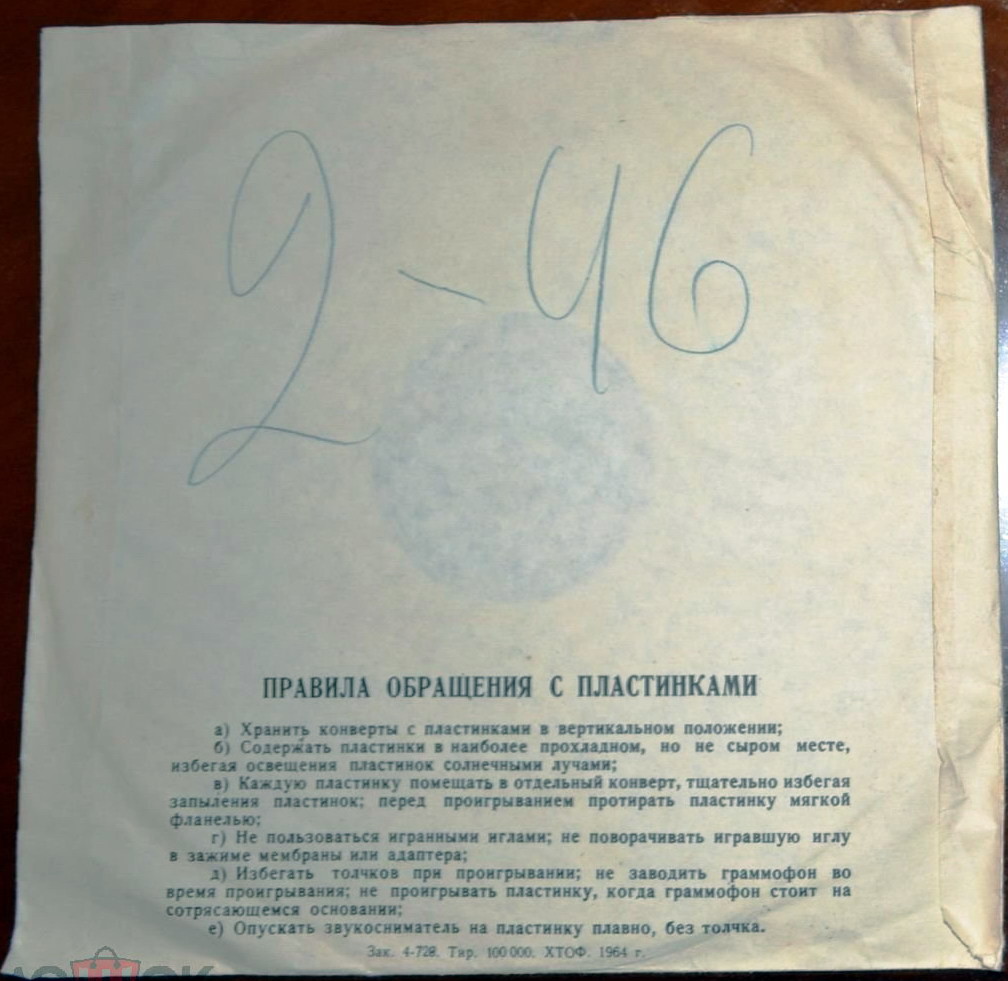 2-46
ПРАВИЛА ОБРАЩЕНИЯ С ПЛАСТИНКАМИ
а) Хранить конверты с пластинками в вертикальном положении;
б) Содержать пластинки в наиболее прохладном, но не сыром месте,
избегая освещения пластинок солнечными лучами;
в) Каждую пластинку помещать в отдельный конверт, тщательно избегая
запыления пластинок; перед проигрыванием протирать пластинку мягкой
фланелью;
г) Не пользоваться игранными иглами; не поворачивать игравшую иглу
в зажиме мембраны или адаптера;
д) Избегать толчков при проигрывании; не заводить граммофон во
время проигрывания; не проигрывать пластинку, когда граммофон стоит на
сотрясающемся основании;
е) Опускать звукосниматель на пластинку плавно, без толчка.
Зак. 4-728. Тир. 100 000. ХТОФ. 1964 г.